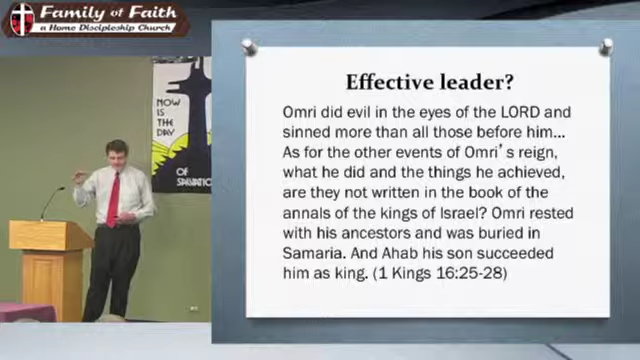 Family of Faith
a Home Discipleship Church
NOW
IS
THE
DAY
OF
SALVATION
Effective leader?
Omri did evil in the eyes of the LORD and
sinned more than all those before him...
As for the other events of Omri's reign,
what he did and the things he achieved,
are they not written in the book of the
annals of the kings of Israel? Omri rested
with his ancestors and was buried in
Samaria. And Ahab his son succeeded
him as king. (1 Kings 16:25-28)